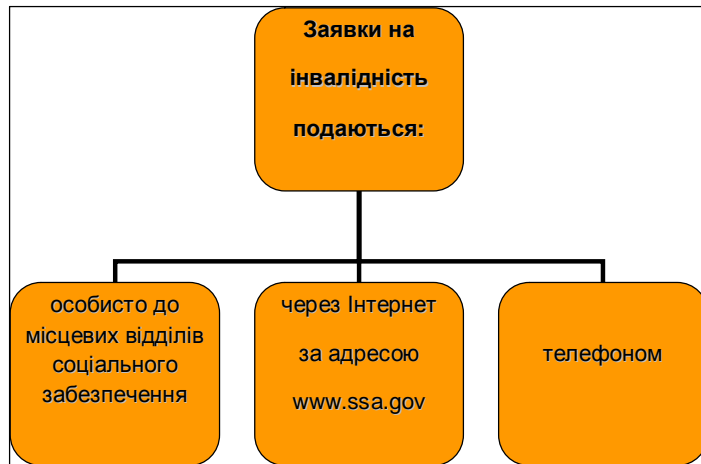 Заявки на
інвалідність
подаються:
особисто до
місцевих відділів
соціального
забезпечення
через Інтернет
за адресою
www.ssa.gov
телефоном